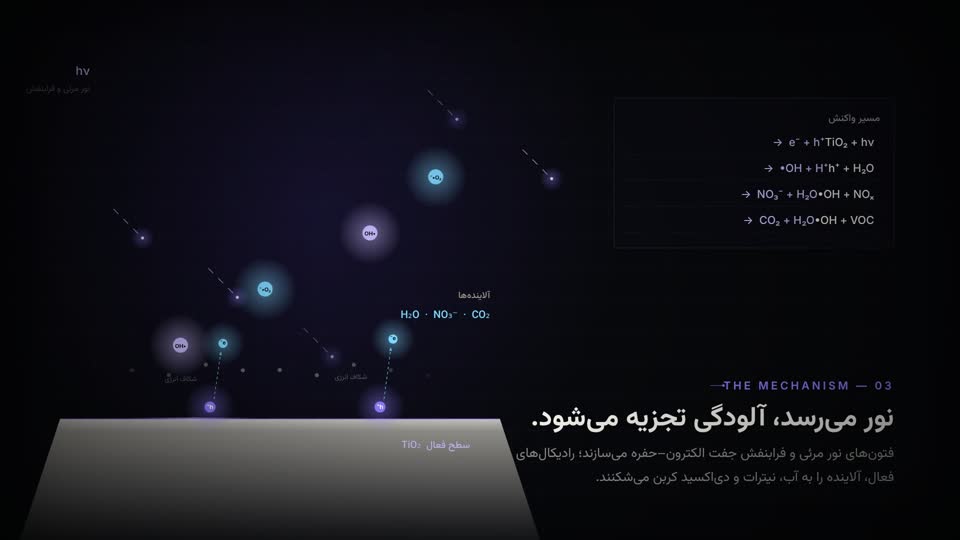 hv
نور مرئی و فرابنفش
مسیر واکنش
→ e⁻ + h⁺TiO₂ + hv
→ •OH + H⁺h⁺ + H₂O
→ NO₃⁻ + H₂O•OH + NOₓ
→ CO₂ + H₂O•OH + VOC
•O₂⁻
OH•
•O₂⁻
OH•
آلاینده‌ها
H₂O · NO₃⁻ · CO₂
شکاف انرژی
شکاف انرژی
سطح فعال TiO₂
THE MECHANISM — 03
نور می‌رسد، آلودگی تجزیه می‌شود.
فتون‌های نور مرئی و فرابنفش جفت الکترون–حفره می‌سازند؛ رادیکال‌های
فعال، آلاینده را به آب، نیترات و دی‌اکسید کربن می‌شکنند.